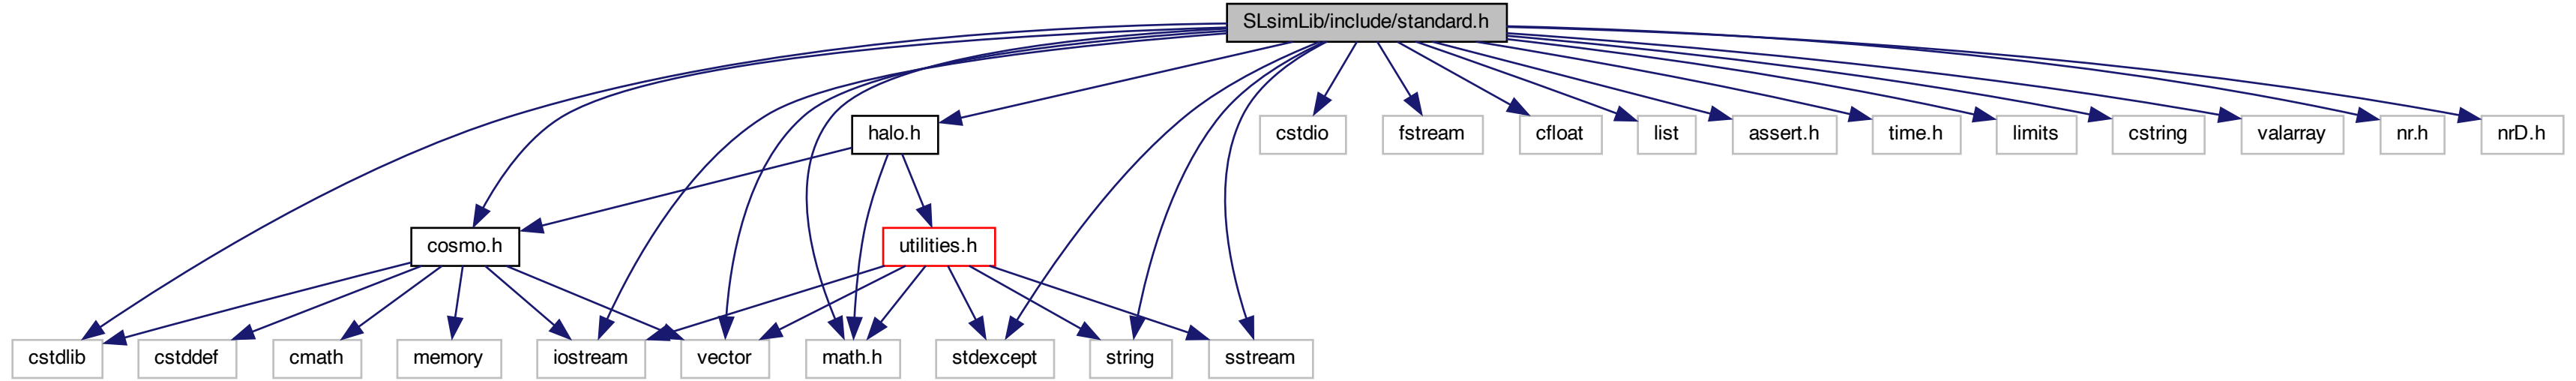 SLsimLib/include/standard.h
halo.h
cstdio
fstream
cfloat
list
assert.h
time.h
limits
cstring
valarray
nr.h
nrD.h
cosmo.h
utilities.h
cstdlib
cstddef
cmath
memory
iostream
vector
math.h
stdexcept
string
sstream